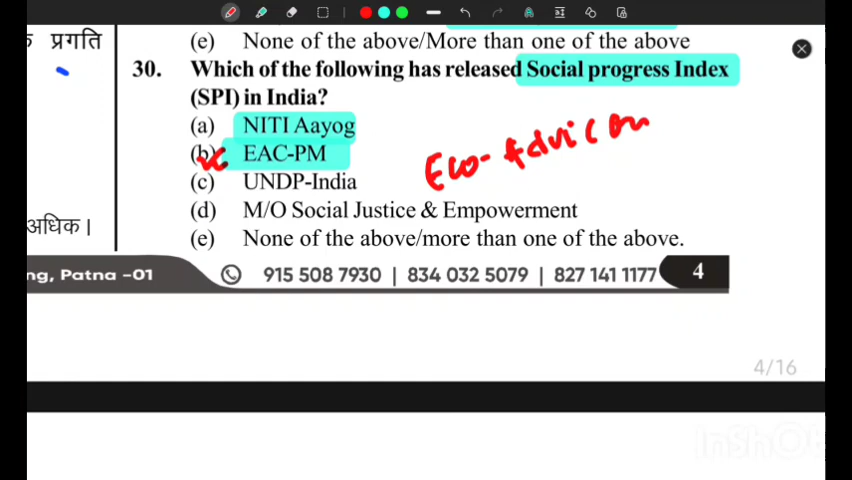 क प्रगति
(e) None of the above/More than one of the above
30. Which of the following has released Social progress Index
(SPI) in India?
(a) NITI Aayog
(b) EAC-PM
Eco- Advi
(c) UNDP-India
(d) M/O Social Justice & Empowerment
अधिक।
(e) None of the above/more than one of the above.
ng, Patna -01 915 508 7930 | 834 032 5079 | 827 141 1177 4
4/16
InShOt